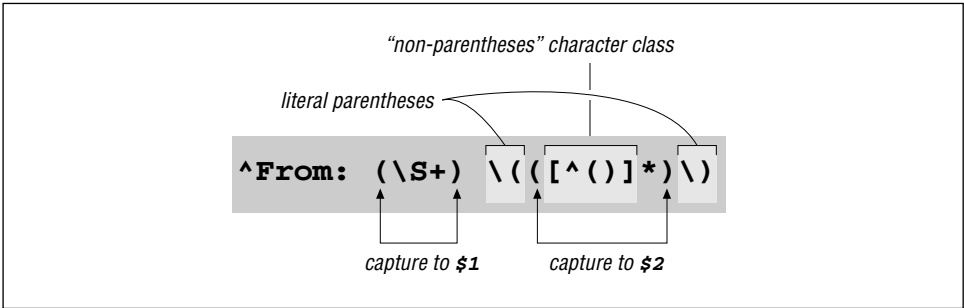 “non-parentheses” character class
literal parentheses
^From: (\S+) \(([^()]*)\)
capture to $1 capture to $2